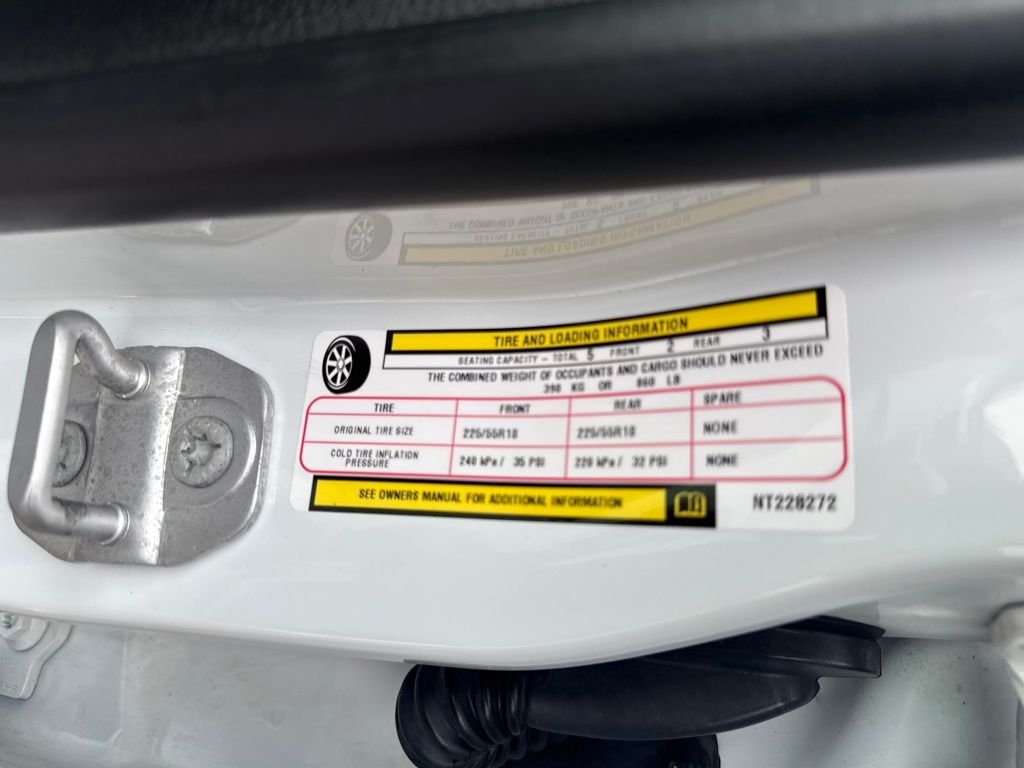 TIRE AND LOADING INFORMATION
SEATING CAPACITY – TOTAL 5 FRONT 2 REAR 3
THE COMBINED WEIGHT OF OCCUPANTS AND CARGO SHOULD NEVER EXCEED
390 KG OR 860 LB
TIRE FRONT REAR SPARE
ORIGINAL TIRE SIZE 225/55R18 225/55R18 NONE
COLD TIRE INFLATION PRESSURE 240 kPa / 35 PSI 220 kPa / 32 PSI NONE
SEE OWNERS MANUAL FOR ADDITIONAL INFORMATION
NT228272